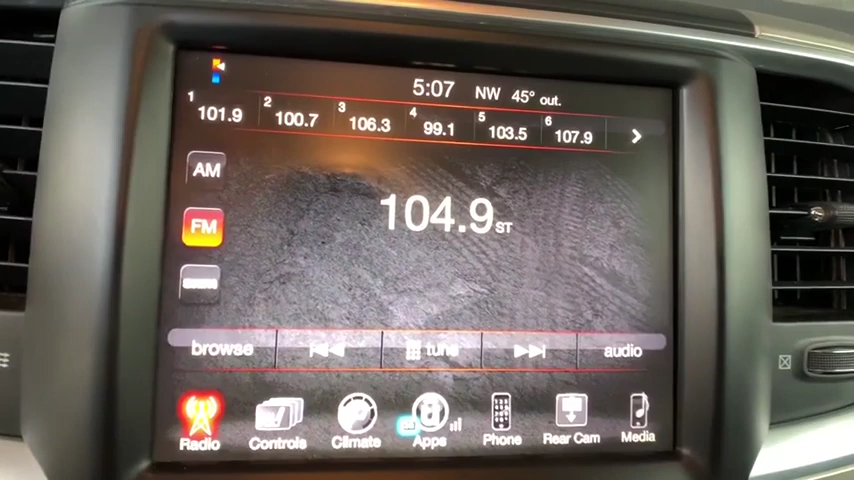 5:07 NW 45° out.
1 101.9 2 100.7 3 106.3 4 99.1 5 103.5 6 107.9
AM
104.9 ST
FM
browse tune audio
Radio Controls Climate Apps Phone Rear Cam Media